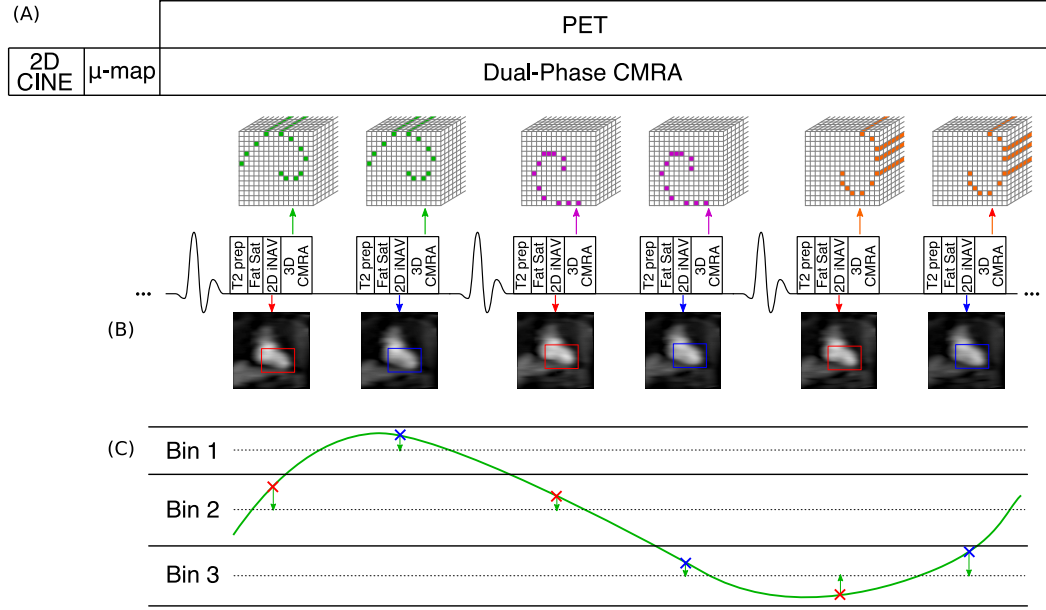 (A)
PET
2D
CINE
μ-map
Dual-Phase CMRA
T2 prep
Fat Sat
2D iNAV
3D
CMRA
T2 prep
Fat Sat
2D iNAV
3D
CMRA
T2 prep
Fat Sat
2D iNAV
3D
CMRA
T2 prep
Fat Sat
2D iNAV
3D
CMRA
T2 prep
Fat Sat
2D iNAV
3D
CMRA
T2 prep
Fat Sat
2D iNAV
3D
CMRA
...
...
(B)
(C)
Bin 1
Bin 2
Bin 3